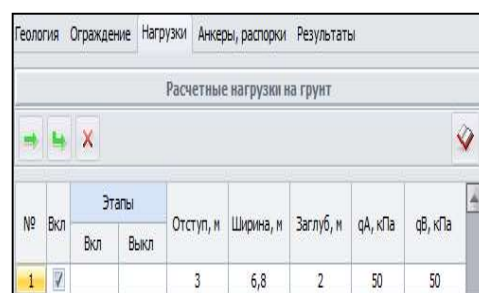 Геология Ограждение Нагрузки Анкеры, распорки Результаты
Расчетные нагрузки на грунт
№ Вкл Этапы Отступ, м Ширина, м Заглуб, м qA, кПа qB, кПа
Вкл Выкл
1 3 6,8 2 50 50